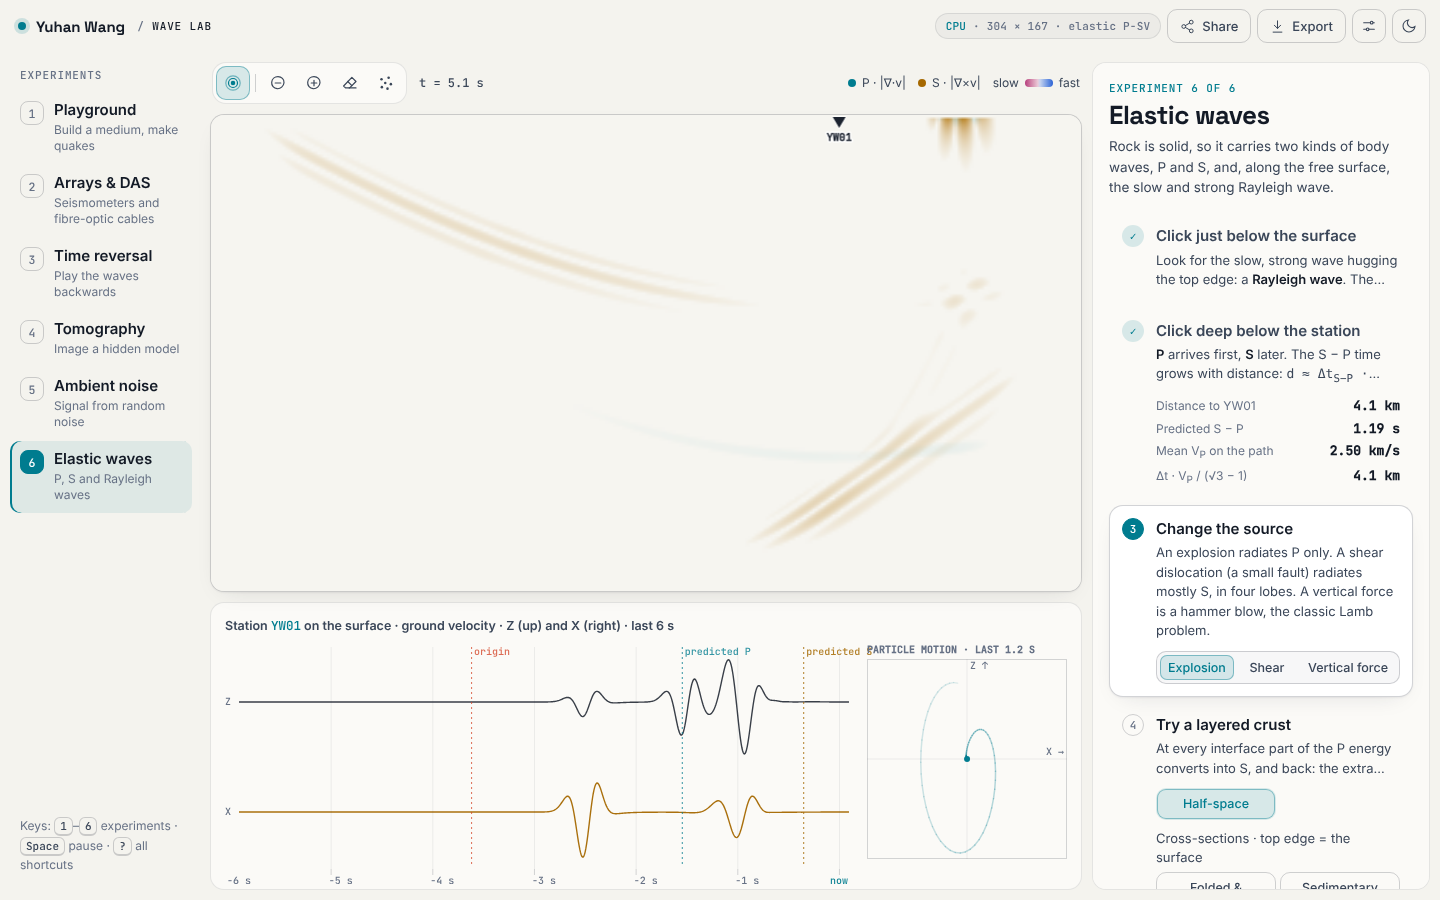 Yuhan Wang / WAVE LAB
CPU · 304 × 167 · elastic P-SV
Share
Export
EXPERIMENTS
1
Playground
Build a medium, make
quakes
2
Arrays & DAS
Seismometers and
fibre-optic cables
3
Time reversal
Play the waves
backwards
4
Tomography
Image a hidden model
5
Ambient noise
Signal from random
noise
6
Elastic waves
P, S and Rayleigh
waves
Keys: 1–6 experiments ·
Space pause · ? all
shortcuts
t = 5.1 s
P · |∇·v|
S · |∇×v|
slow fast
YW01
Station YW01 on the surface · ground velocity · Z (up) and X (right) · last 6 s
origin
predicted P
predicted S
Z
X
-6 s
-5 s
-4 s
-3 s
-2 s
-1 s
now
PARTICLE MOTION · LAST 1.2 S
Z ↑
X →
EXPERIMENT 6 OF 6
Elastic waves
Rock is solid, so it carries two kinds of body
waves, P and S, and, along the free surface,
the slow and strong Rayleigh wave.
✓
Click just below the surface
Look for the slow, strong wave hugging
the top edge: a Rayleigh wave. The…
✓
Click deep below the station
P arrives first, S later. The S − P time
grows with distance: d ≈ ΔtS−P ·…
Distance to YW01 4.1 km
Predicted S − P 1.19 s
Mean VP on the path 2.50 km/s
Δt · VP / (√3 − 1) 4.1 km
3
Change the source
An explosion radiates P only. A shear
dislocation (a small fault) radiates
mostly S, in four lobes. A vertical force
is a hammer blow, the classic Lamb
problem.
Explosion
Shear
Vertical force
4
Try a layered crust
At every interface part of the P energy
converts into S, and back: the extra…
Half-space
Cross-sections · top edge = the
surface
Folded &
Sedimentary